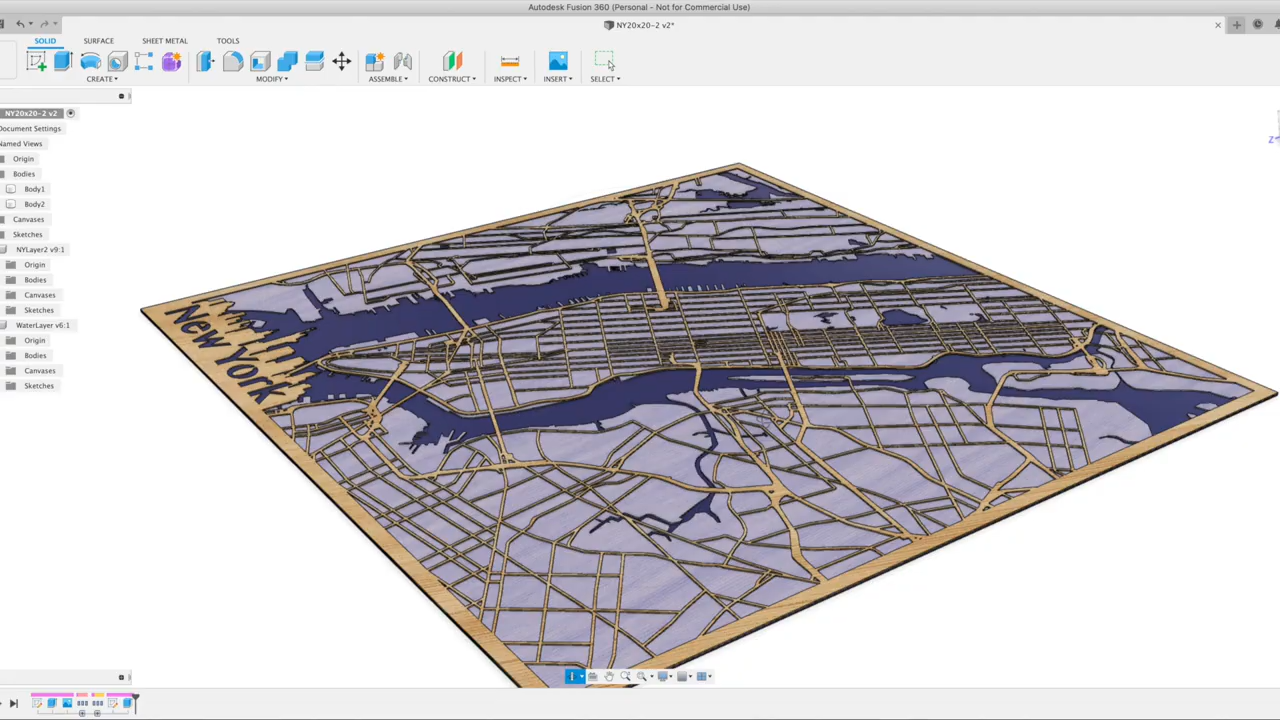 Autodesk Fusion 360 (Personal - Not for Commercial Use)
NY20x20-2 v2*
SOLID SURFACE SHEET METAL TOOLS
CREATE MODIFY ASSEMBLE CONSTRUCT INSPECT INSERT SELECT
NY20x20-2 v2
Document Settings
Named Views
Origin
Bodies
Body1
Body2
Canvases
Sketches
NYLayer2 v9:1
Origin
Bodies
Canvases
Sketches
WaterLayer v6:1
Origin
Bodies
Canvases
Sketches
Z
New York